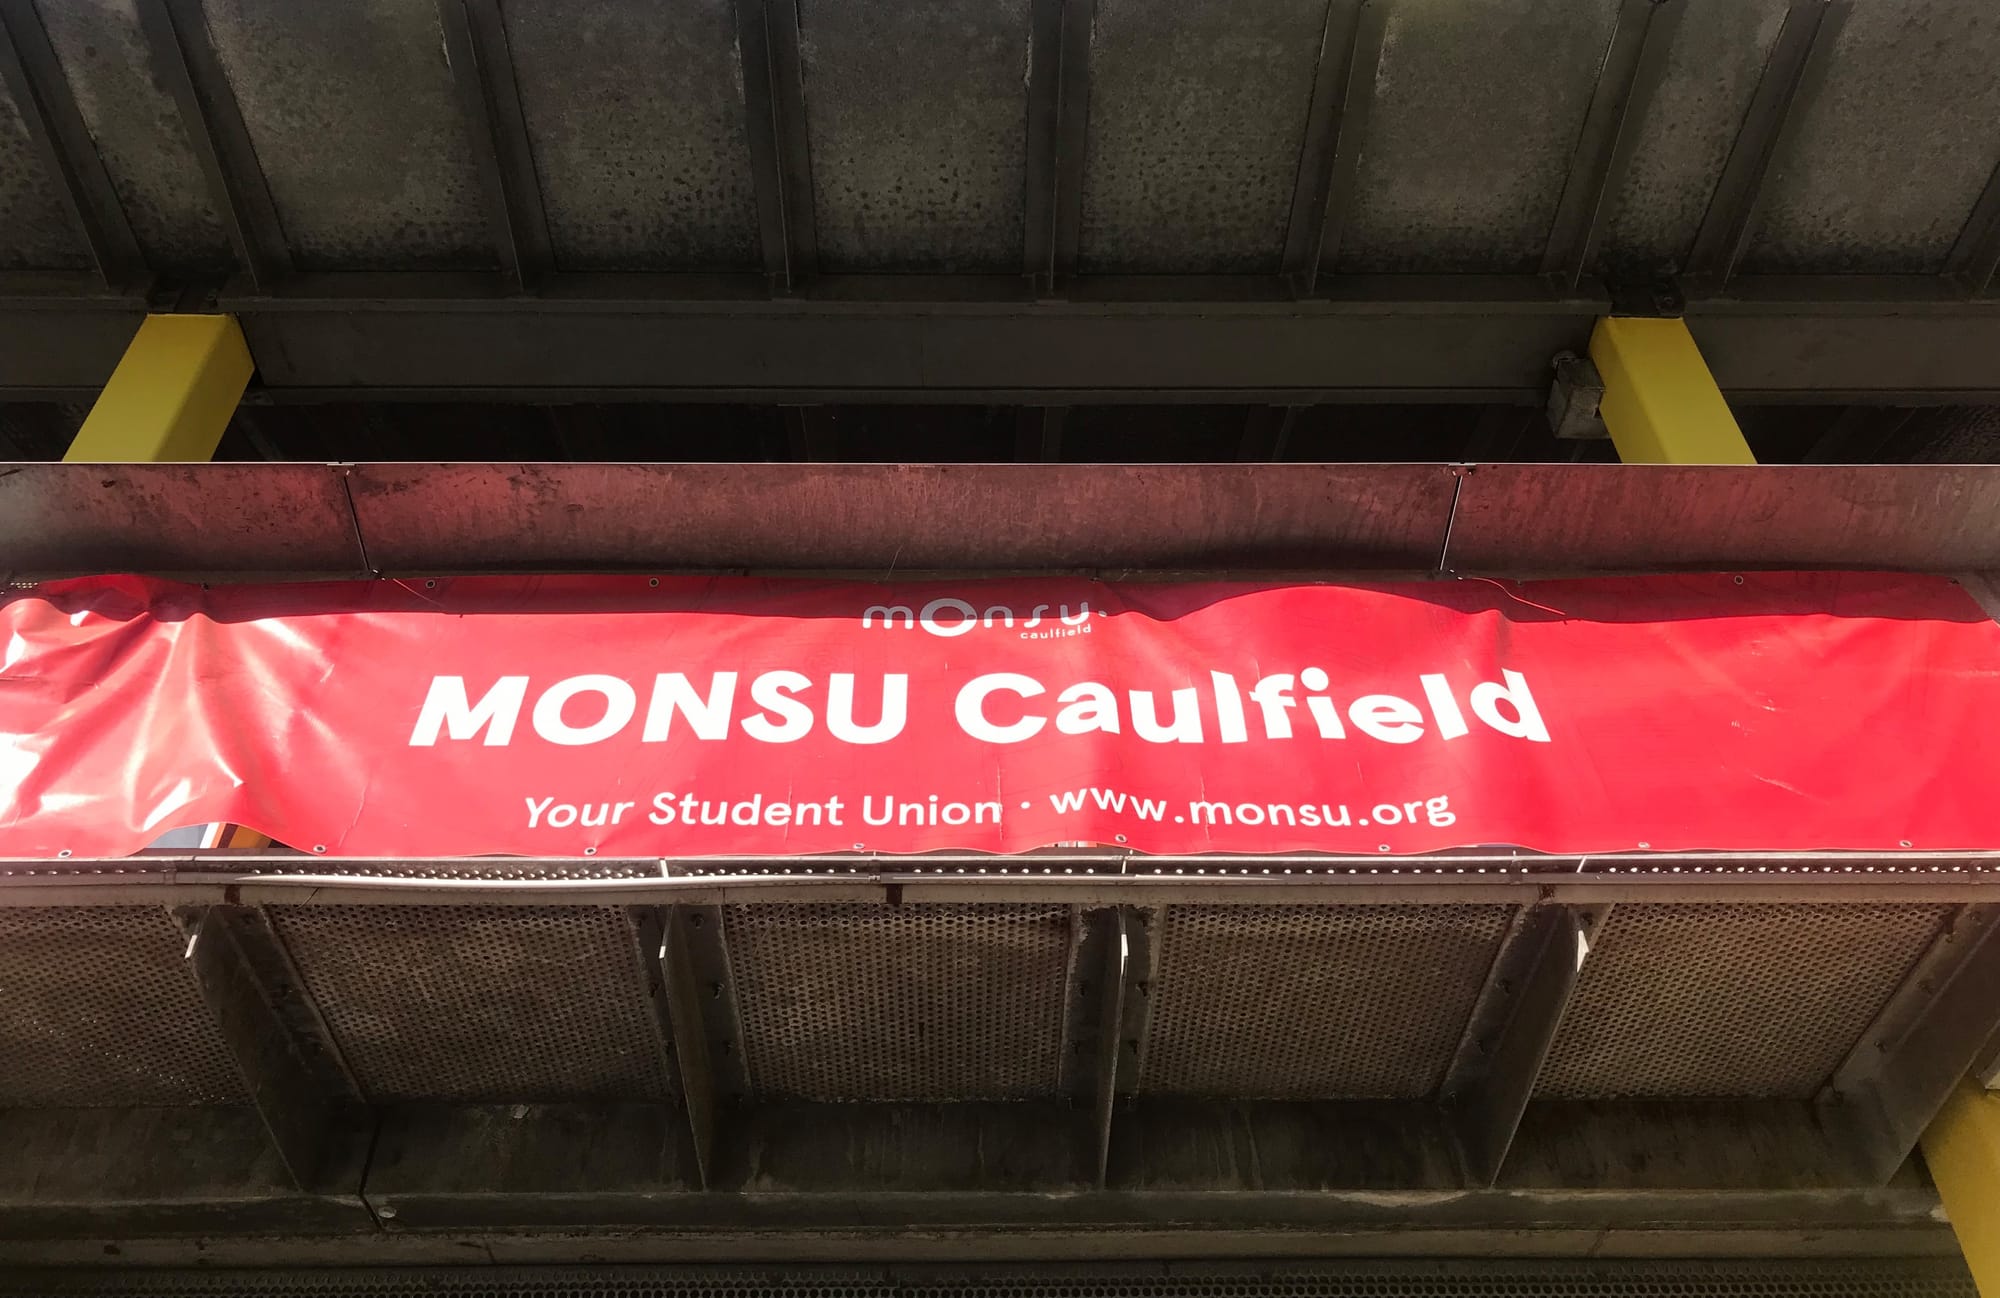 monsu
caulfield
MONSU Caulfield
Your Student Union · www.monsu.org